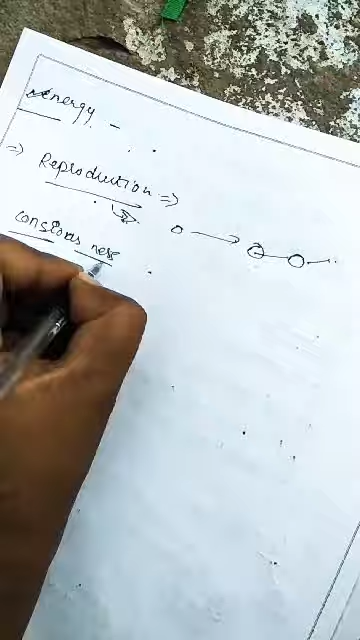 energy -
⇒ Reproduction ⇒
Consious ness